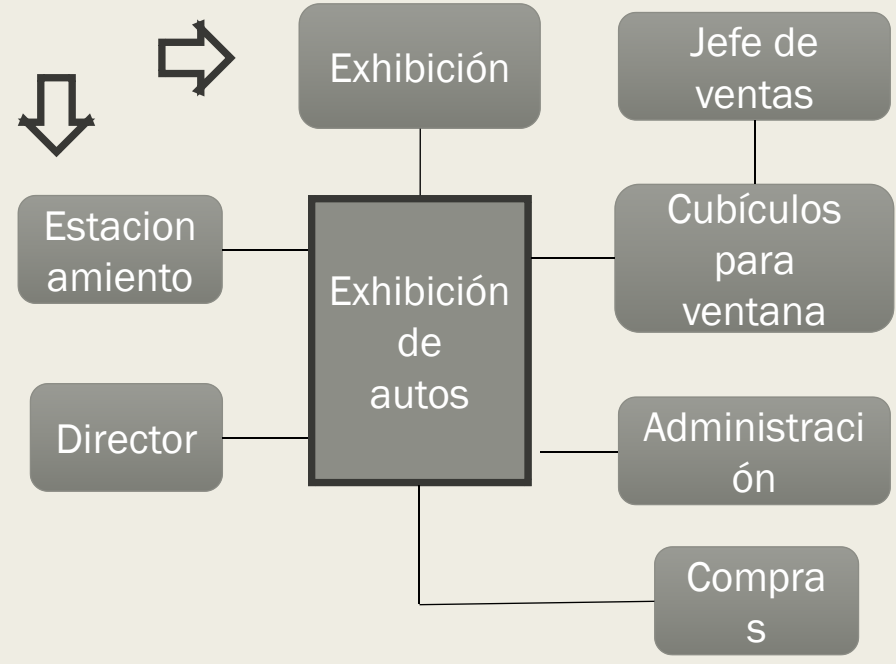 Exhibición
Jefe de
ventas
Estacion
amiento
Exhibición
de
autos
Cubículos
para
ventana
Director
Administraci
ón
Compra
s